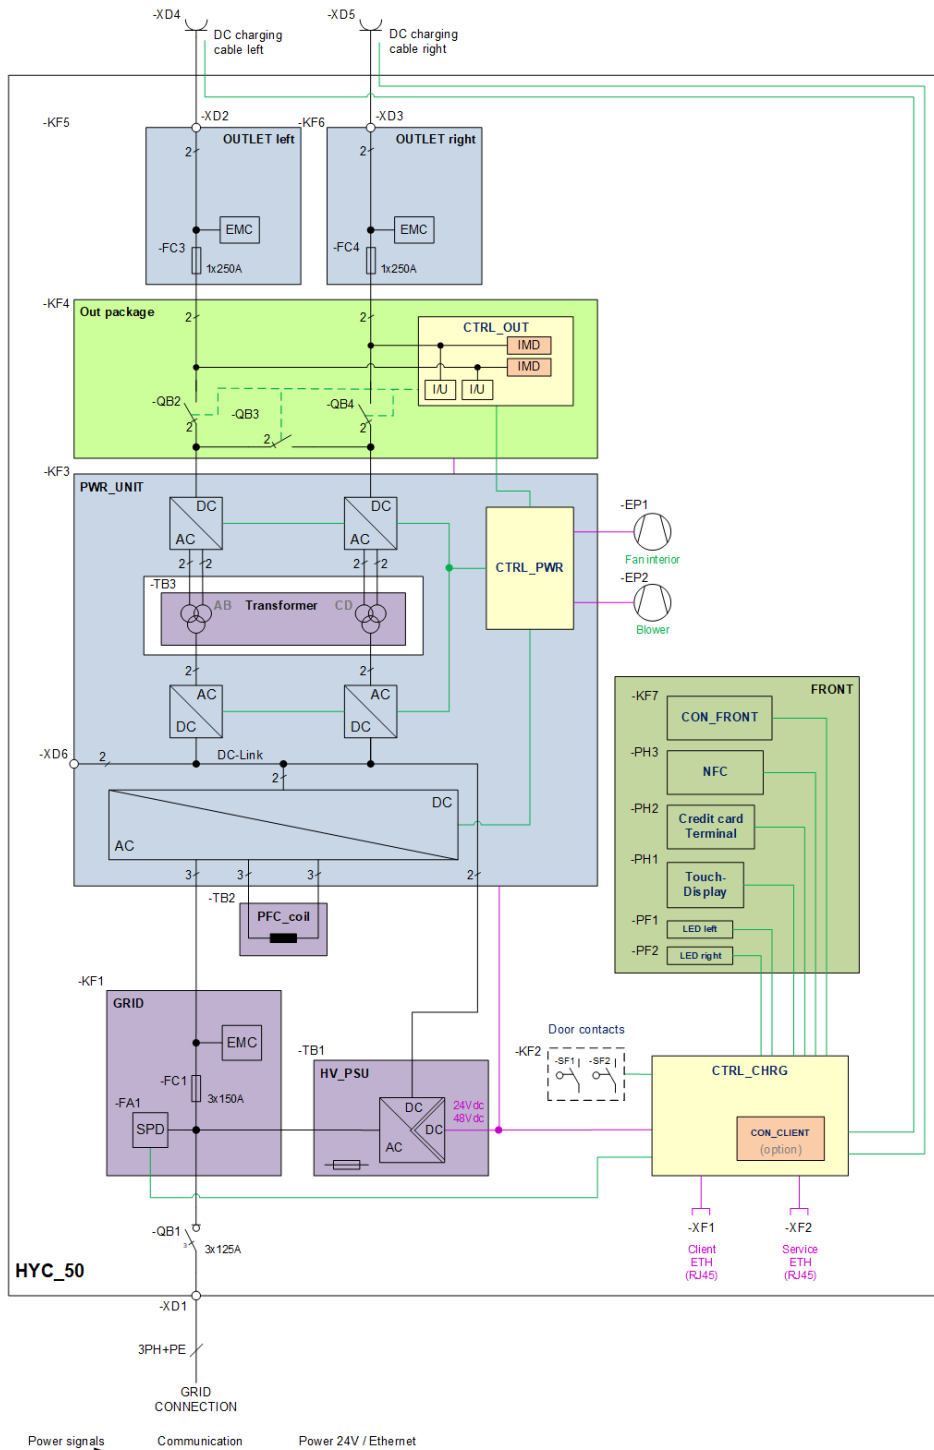 -XD4
DC charging
cable left
-XD5
DC charging
cable right
-KF5
-XD2
OUTLET left
2
EMC
-FC3
1x250A
-KF6
-XD3
OUTLET right
2
EMC
-FC4
1x250A
-KF4
Out package
2
2
CTRL_OUT
IMD
IMD
I/U
I/U
-QB2
2
-QB3
2
-QB4
2
-KF3
PWR_UNIT
DC
AC
DC
AC
2
2
2
2
CTRL_PWR
-EP1
Fan interior
-EP2
Blower
-TB3
AB
Transformer
CD
2
2
AC
DC
AC
DC
-XD6
2
DC-Link
2
DC
AC
3
3
3
2
-TB2
PFC_coil
FRONT
-KF7
CON_FRONT
-PH3
NFC
-PH2
Credit card
Terminal
-PH1
Touch-
Display
-PF1
LED left
-PF2
LED right
-KF1
GRID
EMC
-FC1
3x150A
-FA1
SPD
-TB1
HV_PSU
DC
DC
AC
24Vdc
48Vdc
Door contacts
-KF2
-SF1
-SF2
CTRL_CHRG
CON_CLIENT
(option)
-XF1
Client
ETH
(RJ45)
-XF2
Service
ETH
(RJ45)
-QB1
3
3x125A
HYC_50
-XD1
3PH+PE
GRID
CONNECTION
Power signals
Communication
Power 24V / Ethernet